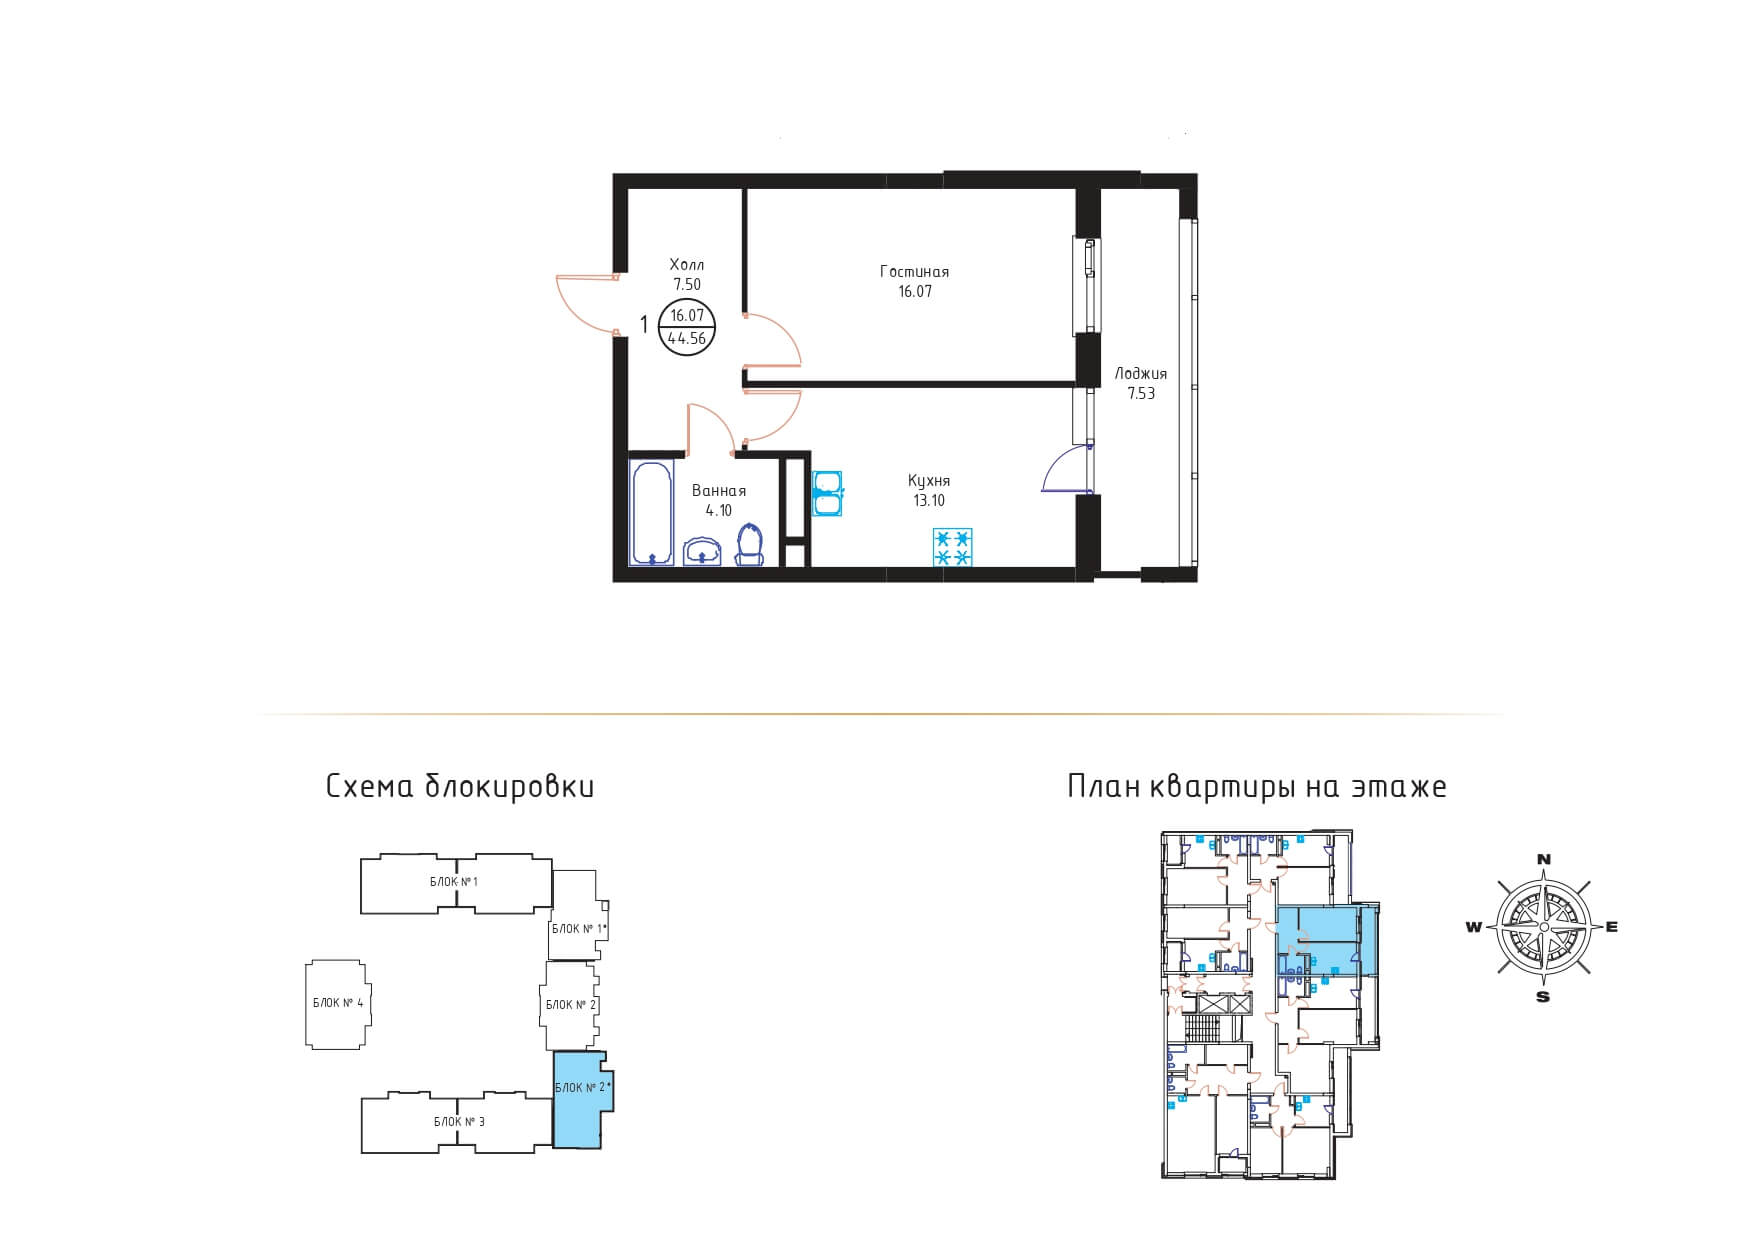 Холл
7.50
1
16.07
44.56
Гостиная
16.07
Лоджия
7.53
Кухня
13.10
Ванная
4.10
Схема блокировки
План квартиры на этаже
БЛОК № 1
БЛОК № 1*
БЛОК № 4
БЛОК № 2
БЛОК № 2*
БЛОК № 3
N
W
E
S